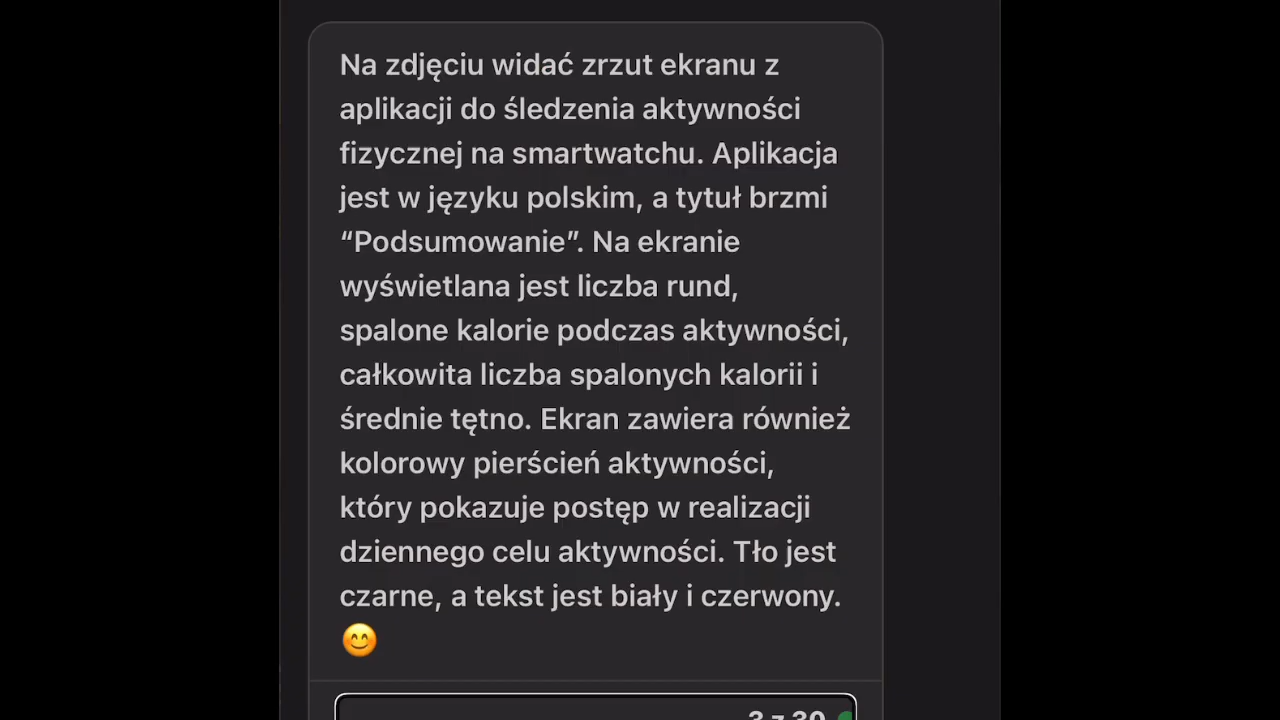 Na zdjęciu widać zrzut ekranu z
aplikacji do śledzenia aktywności
fizycznej na smartwatchu. Aplikacja
jest w języku polskim, a tytuł brzmi
“Podsumowanie”. Na ekranie
wyświetlana jest liczba rund,
spalone kalorie podczas aktywności,
całkowita liczba spalonych kalorii i
średnie tętno. Ekran zawiera również
kolorowy pierścień aktywności,
który pokazuje postęp w realizacji
dziennego celu aktywności. Tło jest
czarne, a tekst jest biały i czerwony.
😊
3 z 30